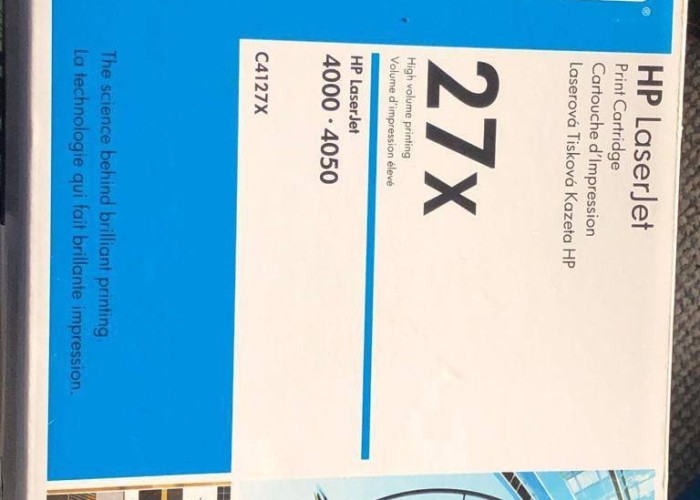 HP LaserJet
Print Cartridge
Cartouche d'Impression
Laserová Tisková Kazeta HP
27X
High volume printing
Volume d'impression élevé
HP LaserJet
4000 · 4050
C4127X
The science behind brilliant printing.
La technologie qui fait brillante impression.
®